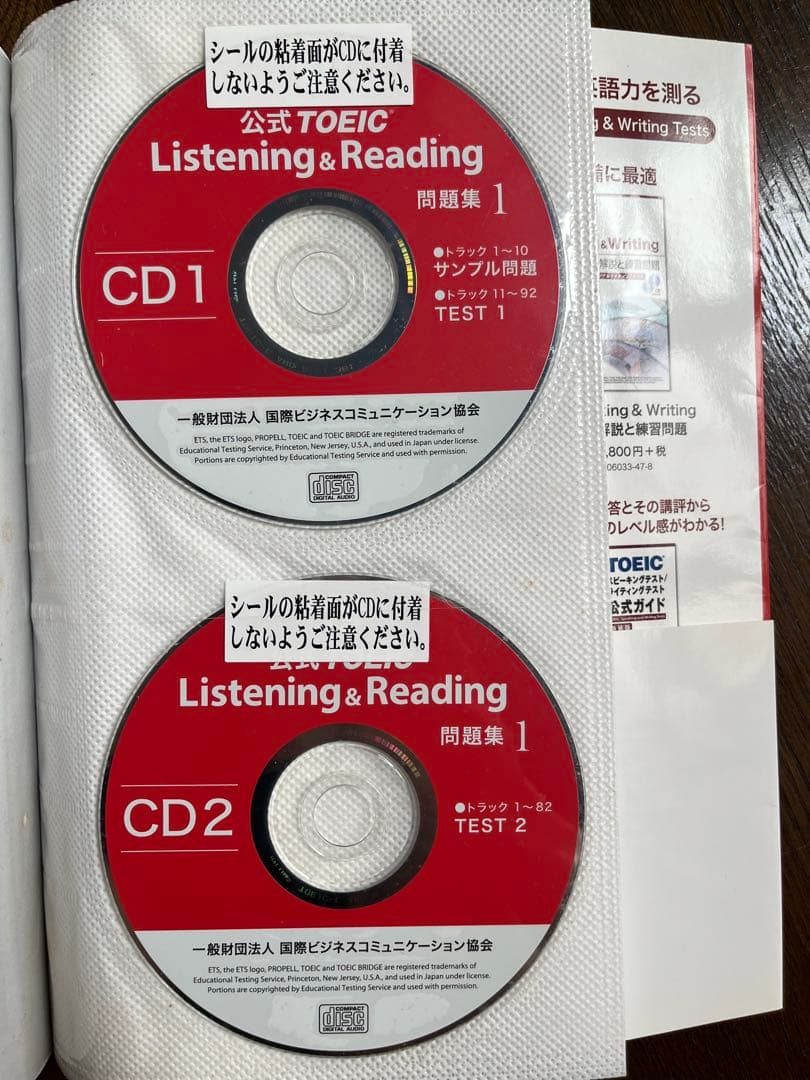 シールの粘着面がCDに付着
しないようご注意ください。
公式 TOEIC®
Listening & Reading
問題集 1
CD 1
●トラック 1〜10
サンプル問題
●トラック 11〜92
TEST 1
一般財団法人 国際ビジネスコミュニケーション協会
ETS, the ETS logo, PROPELL, TOEIC and TOEIC BRIDGE are registered trademarks of
Educational Testing Service, Princeton, New Jersey, U.S.A., and used in Japan under license.
Portions are copyrighted by Educational Testing Service and used with permission.
COMPACT
disc
DIGITAL AUDIO
シールの粘着面がCDに付着
しないようご注意ください。
公式 TOEIC
Listening & Reading
問題集 1
CD 2
●トラック 1〜82
TEST 2
一般財団法人 国際ビジネスコミュニケーション協会
ETS, the ETS logo, PROPELL, TOEIC and TOEIC BRIDGE are registered trademarks of
Educational Testing Service, Princeton, New Jersey, U.S.A., and used in Japan under license.
Portions are copyrighted by Educational Testing Service and used with permission.
COMPACT
disc
DIGITAL AUDIO
英語力を測る
& Writing Tests
備に最適
&Writing
解説と練習問題
king & Writing
解説と練習問題
,800円+税
06033-47-8
答とその講評から
のレベル感がわかる!
TOEIC
スピーキングテスト/
ライティングテスト
公式ガイド